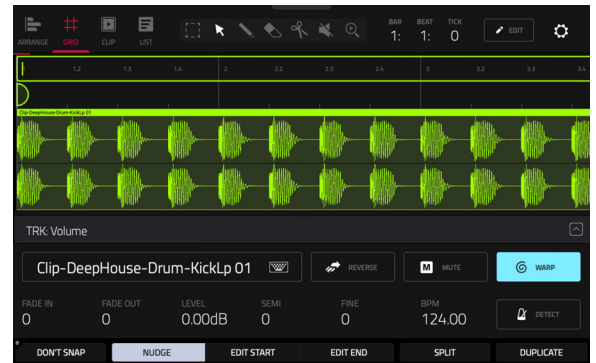 BAR BEAT TICK
1: 1: 0
EDIT
ARRANGE GRID CLIP LIST
1.2 1.3 1.4 2 2.2 2.3 2.4 3 3.2 3.3 3.4
Clip-DeepHouse-Drum-KickLp 01
TRK: Volume
Clip-DeepHouse-Drum-KickLp 01 REVERSE M MUTE WARP
FADE IN FADE OUT LEVEL SEMI FINE BPM
0 0 0.00dB 0 0 124.00 DETECT
DON'T SNAP NUDGE EDIT START EDIT END SPLIT DUPLICATE